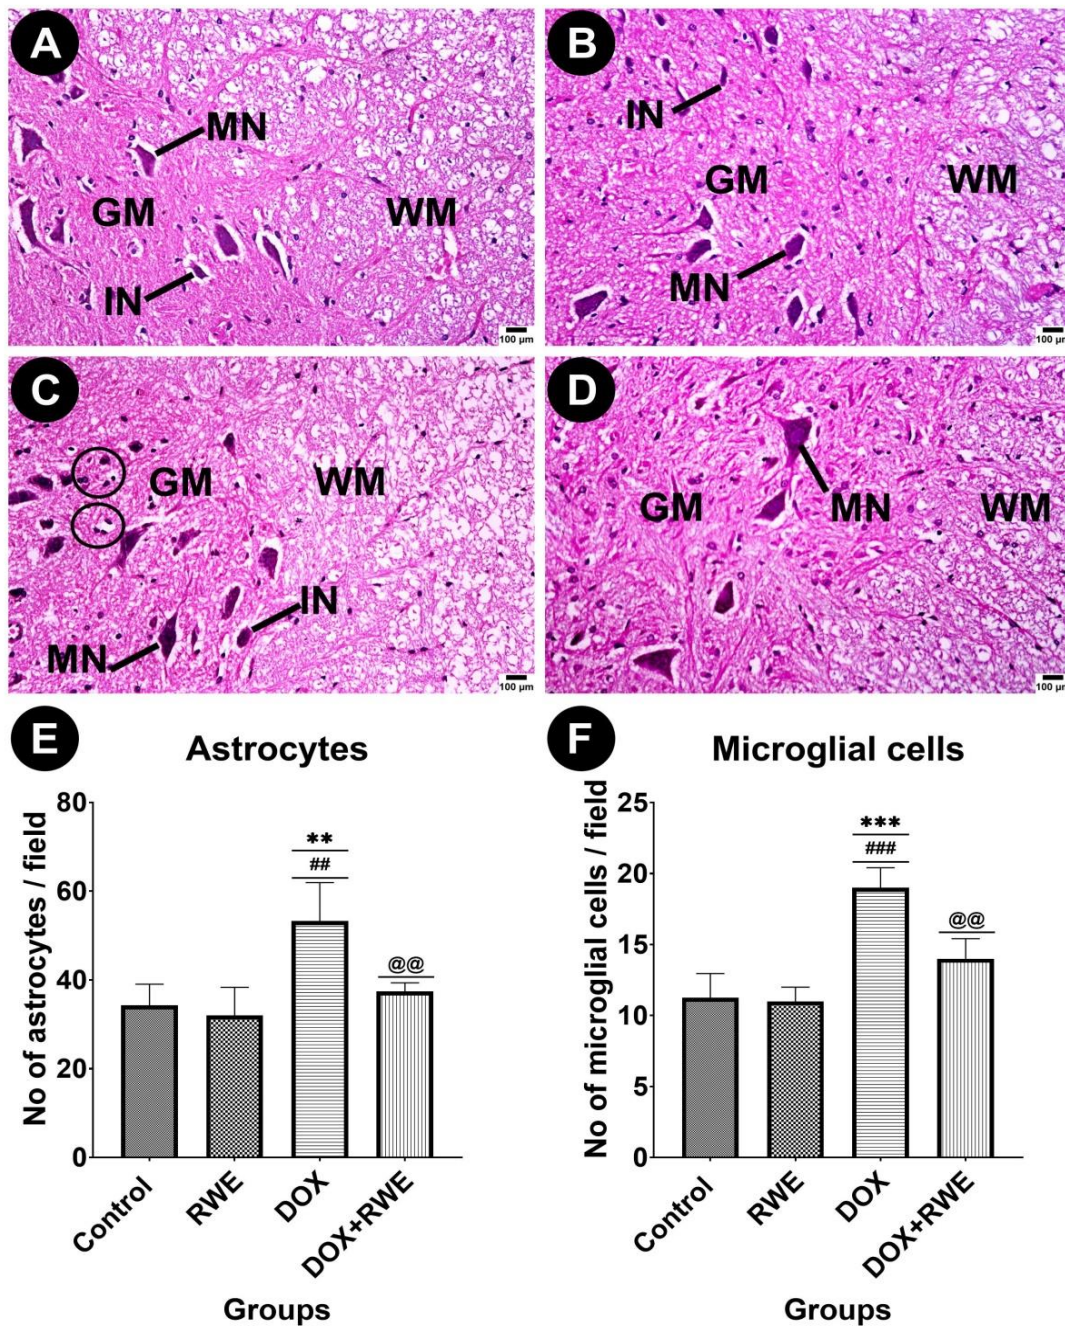 A
MN
GM
WM
IN
100 µm
B
IN
GM
WM
MN
100 µm
C
GM
WM
IN
MN
100 µm
D
GM
MN
WM
100 µm
E
Astrocytes
No of astrocytes / field
80
60
40
20
0
**
##
@@
Control
RWE
DOX
DOX+RWE
Groups
F
Microglial cells
No of microglial cells / field
25
20
15
10
5
0
***
###
@@
Control
RWE
DOX
DOX+RWE
Groups